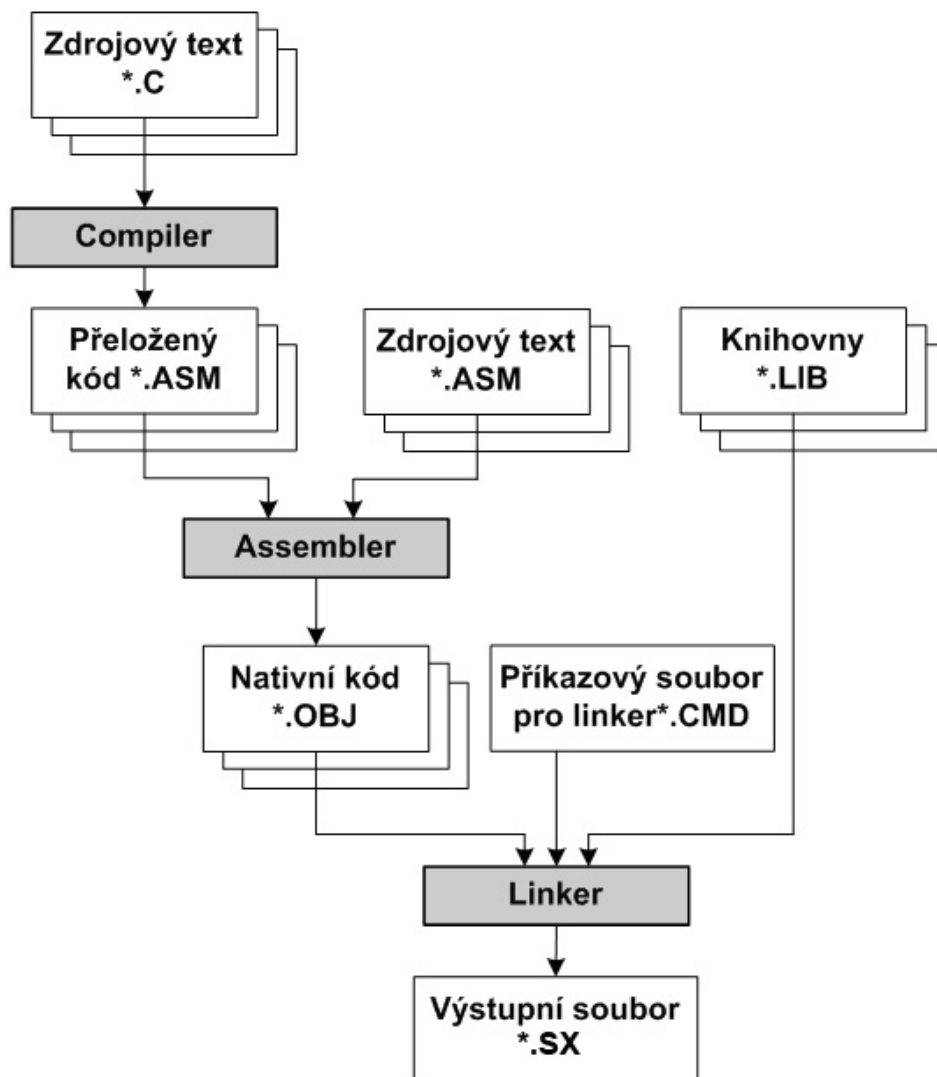 Zdrojový text
*.C
Compiler
Přeložený
kód *.ASM
Zdrojový text
*.ASM
Knihovny
*.LIB
Assembler
Nativní kód
*.OBJ
Příkazový soubor
pro linker*.CMD
Linker
Výstupní soubor
*.SX